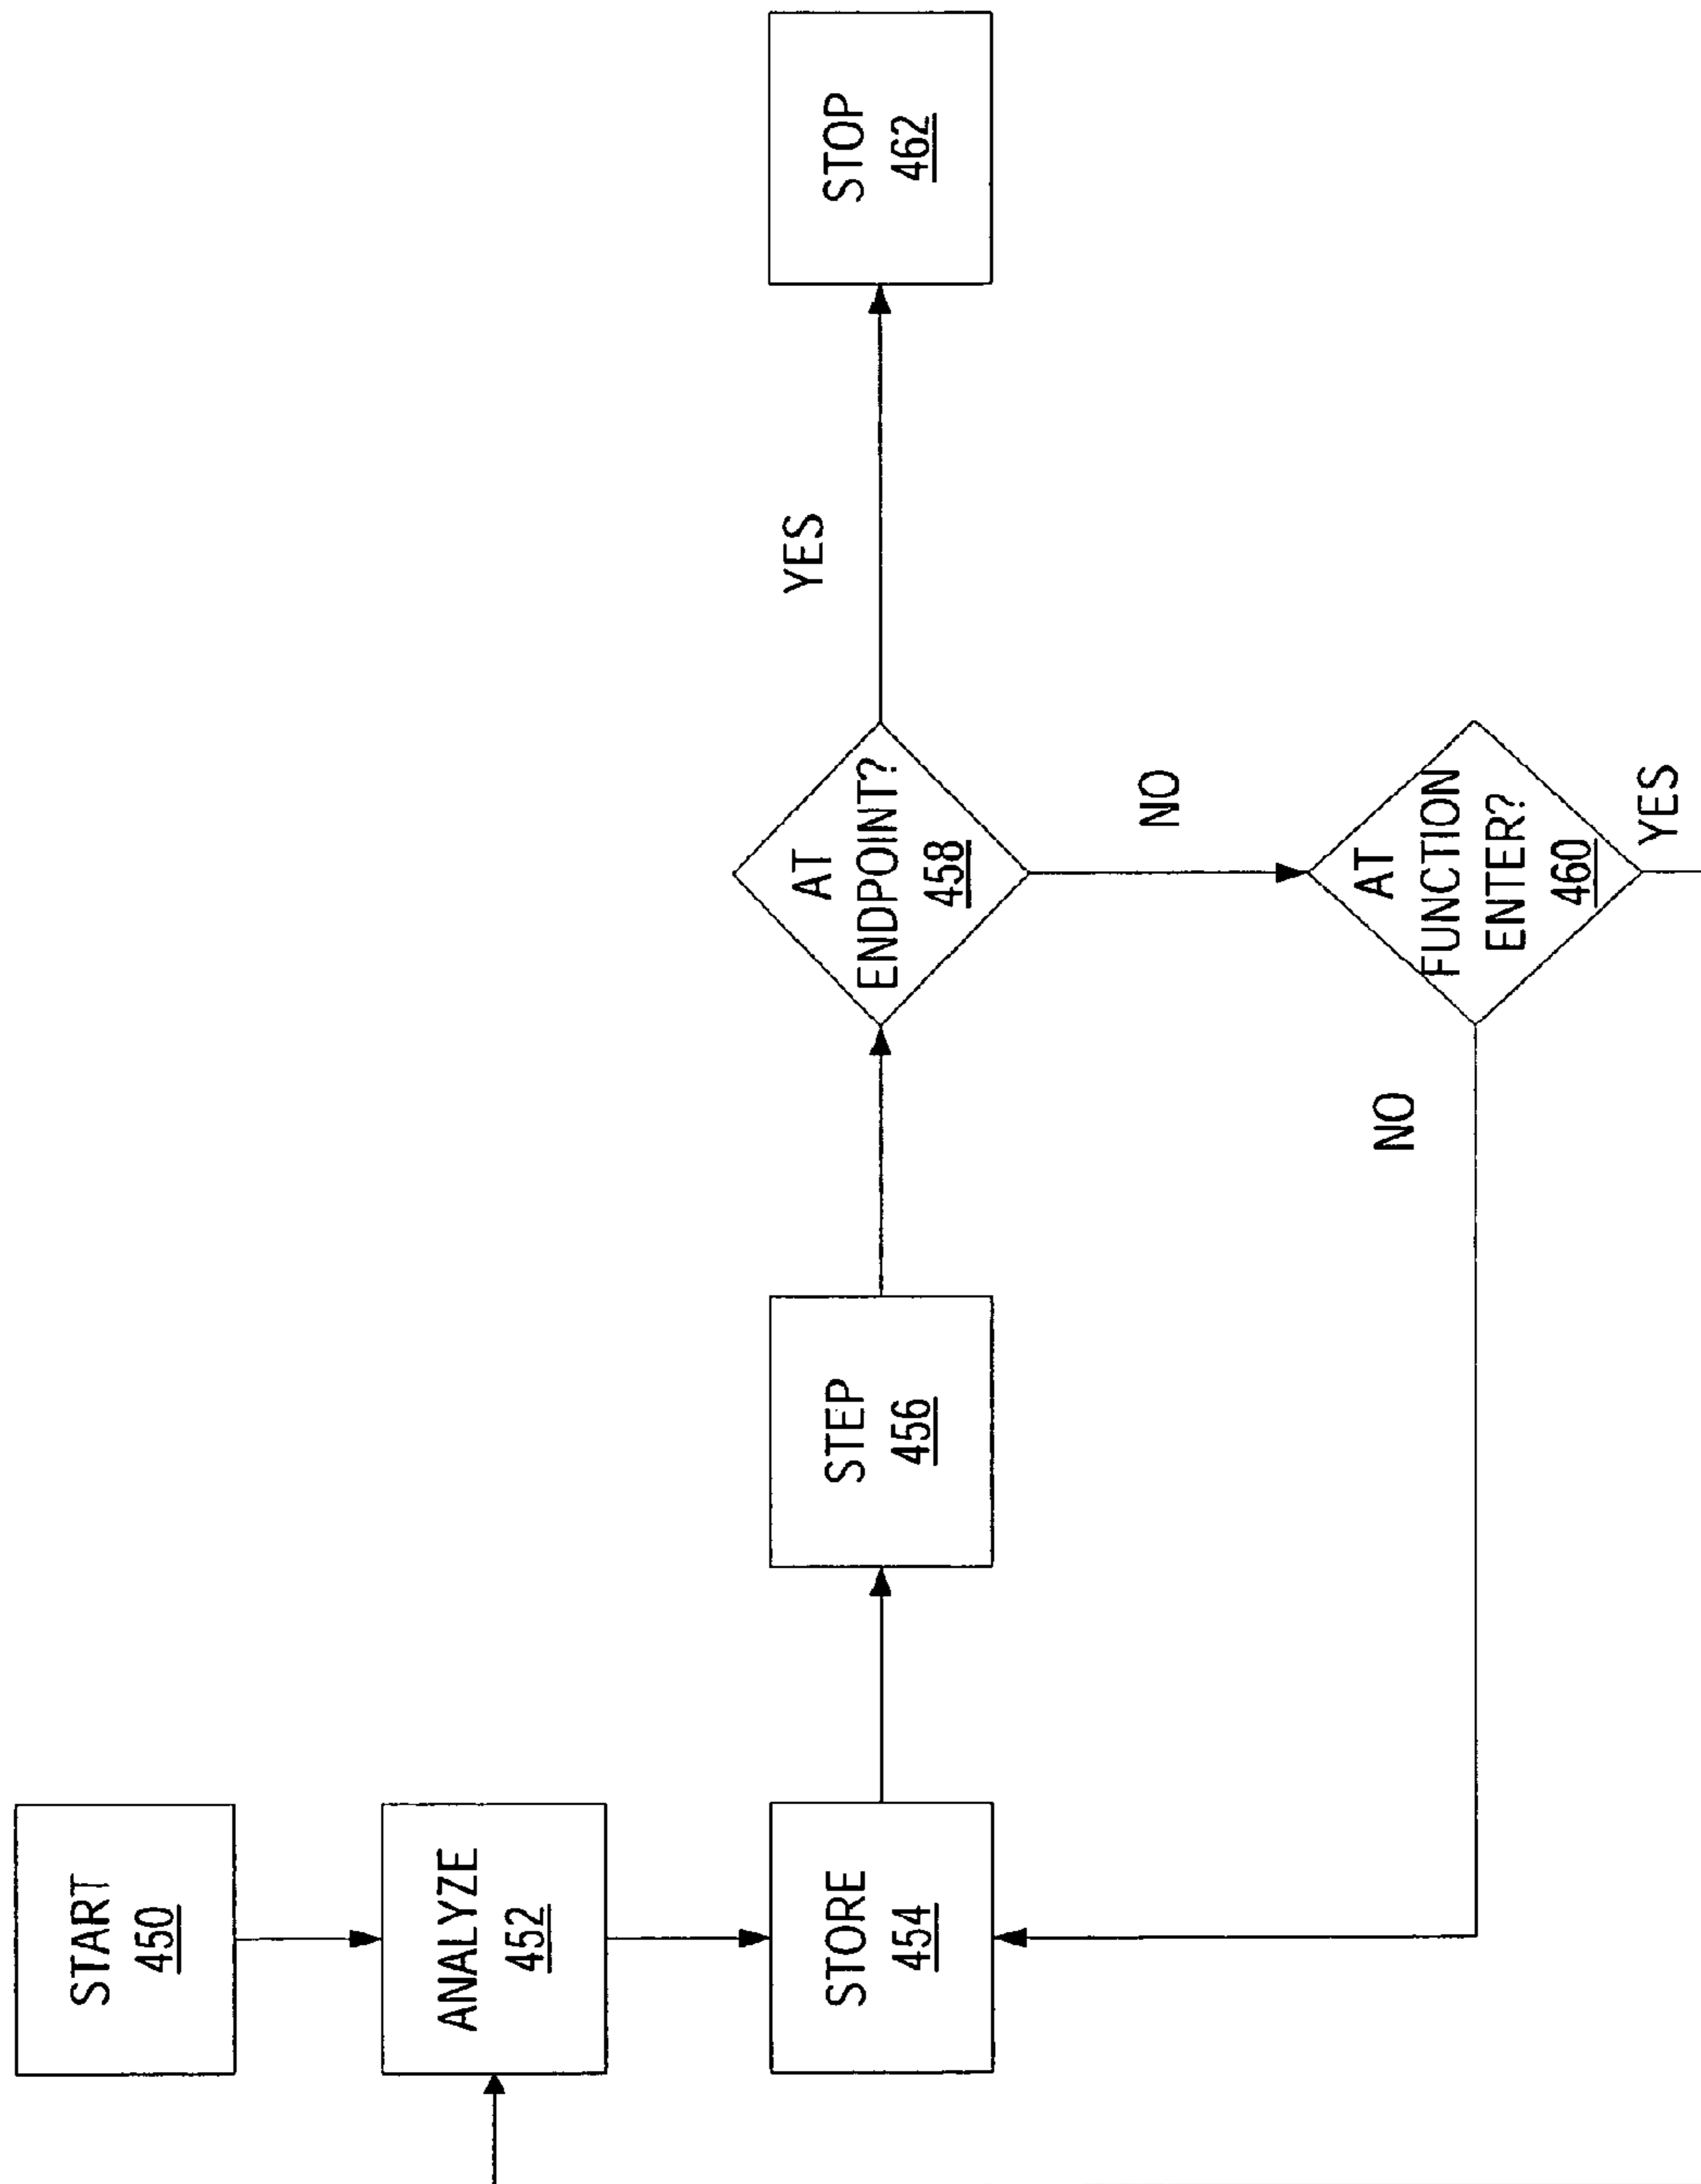 START
450
ANALYZE
452
STORE
454
STEP
456
AT
ENDPOINT?
458
YES
STOP
462
NO
AT
FUNCTION
ENTER?
460
NO
YES